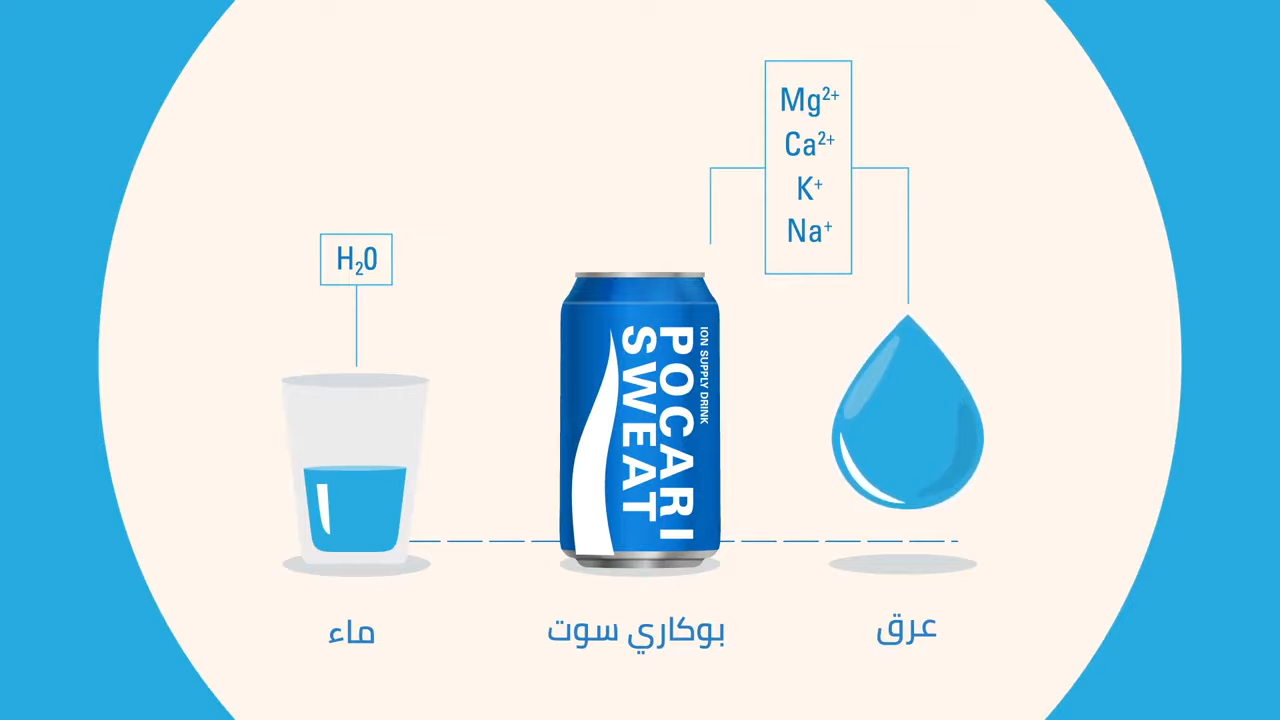 Mg²⁺
Ca²⁺
K⁺
Na⁺
H₂0
ION SUPPLY DRINK
POCARI
SWEAT
عرق
بوكاري سوت
ماء